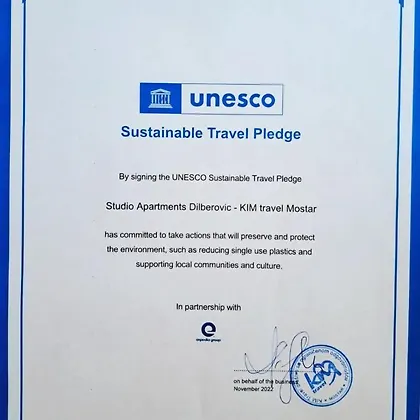 unesco
Sustainable Travel Pledge
By signing the UNESCO Sustainable Travel Pledge
Studio Apartments Dilberovic - KIM travel Mostar
has committed to take actions that will preserve and protect
the environment, such as reducing single use plastics and
supporting local communities and culture.
In partnership with
e
expedia group
on behalf of the business
November 2022